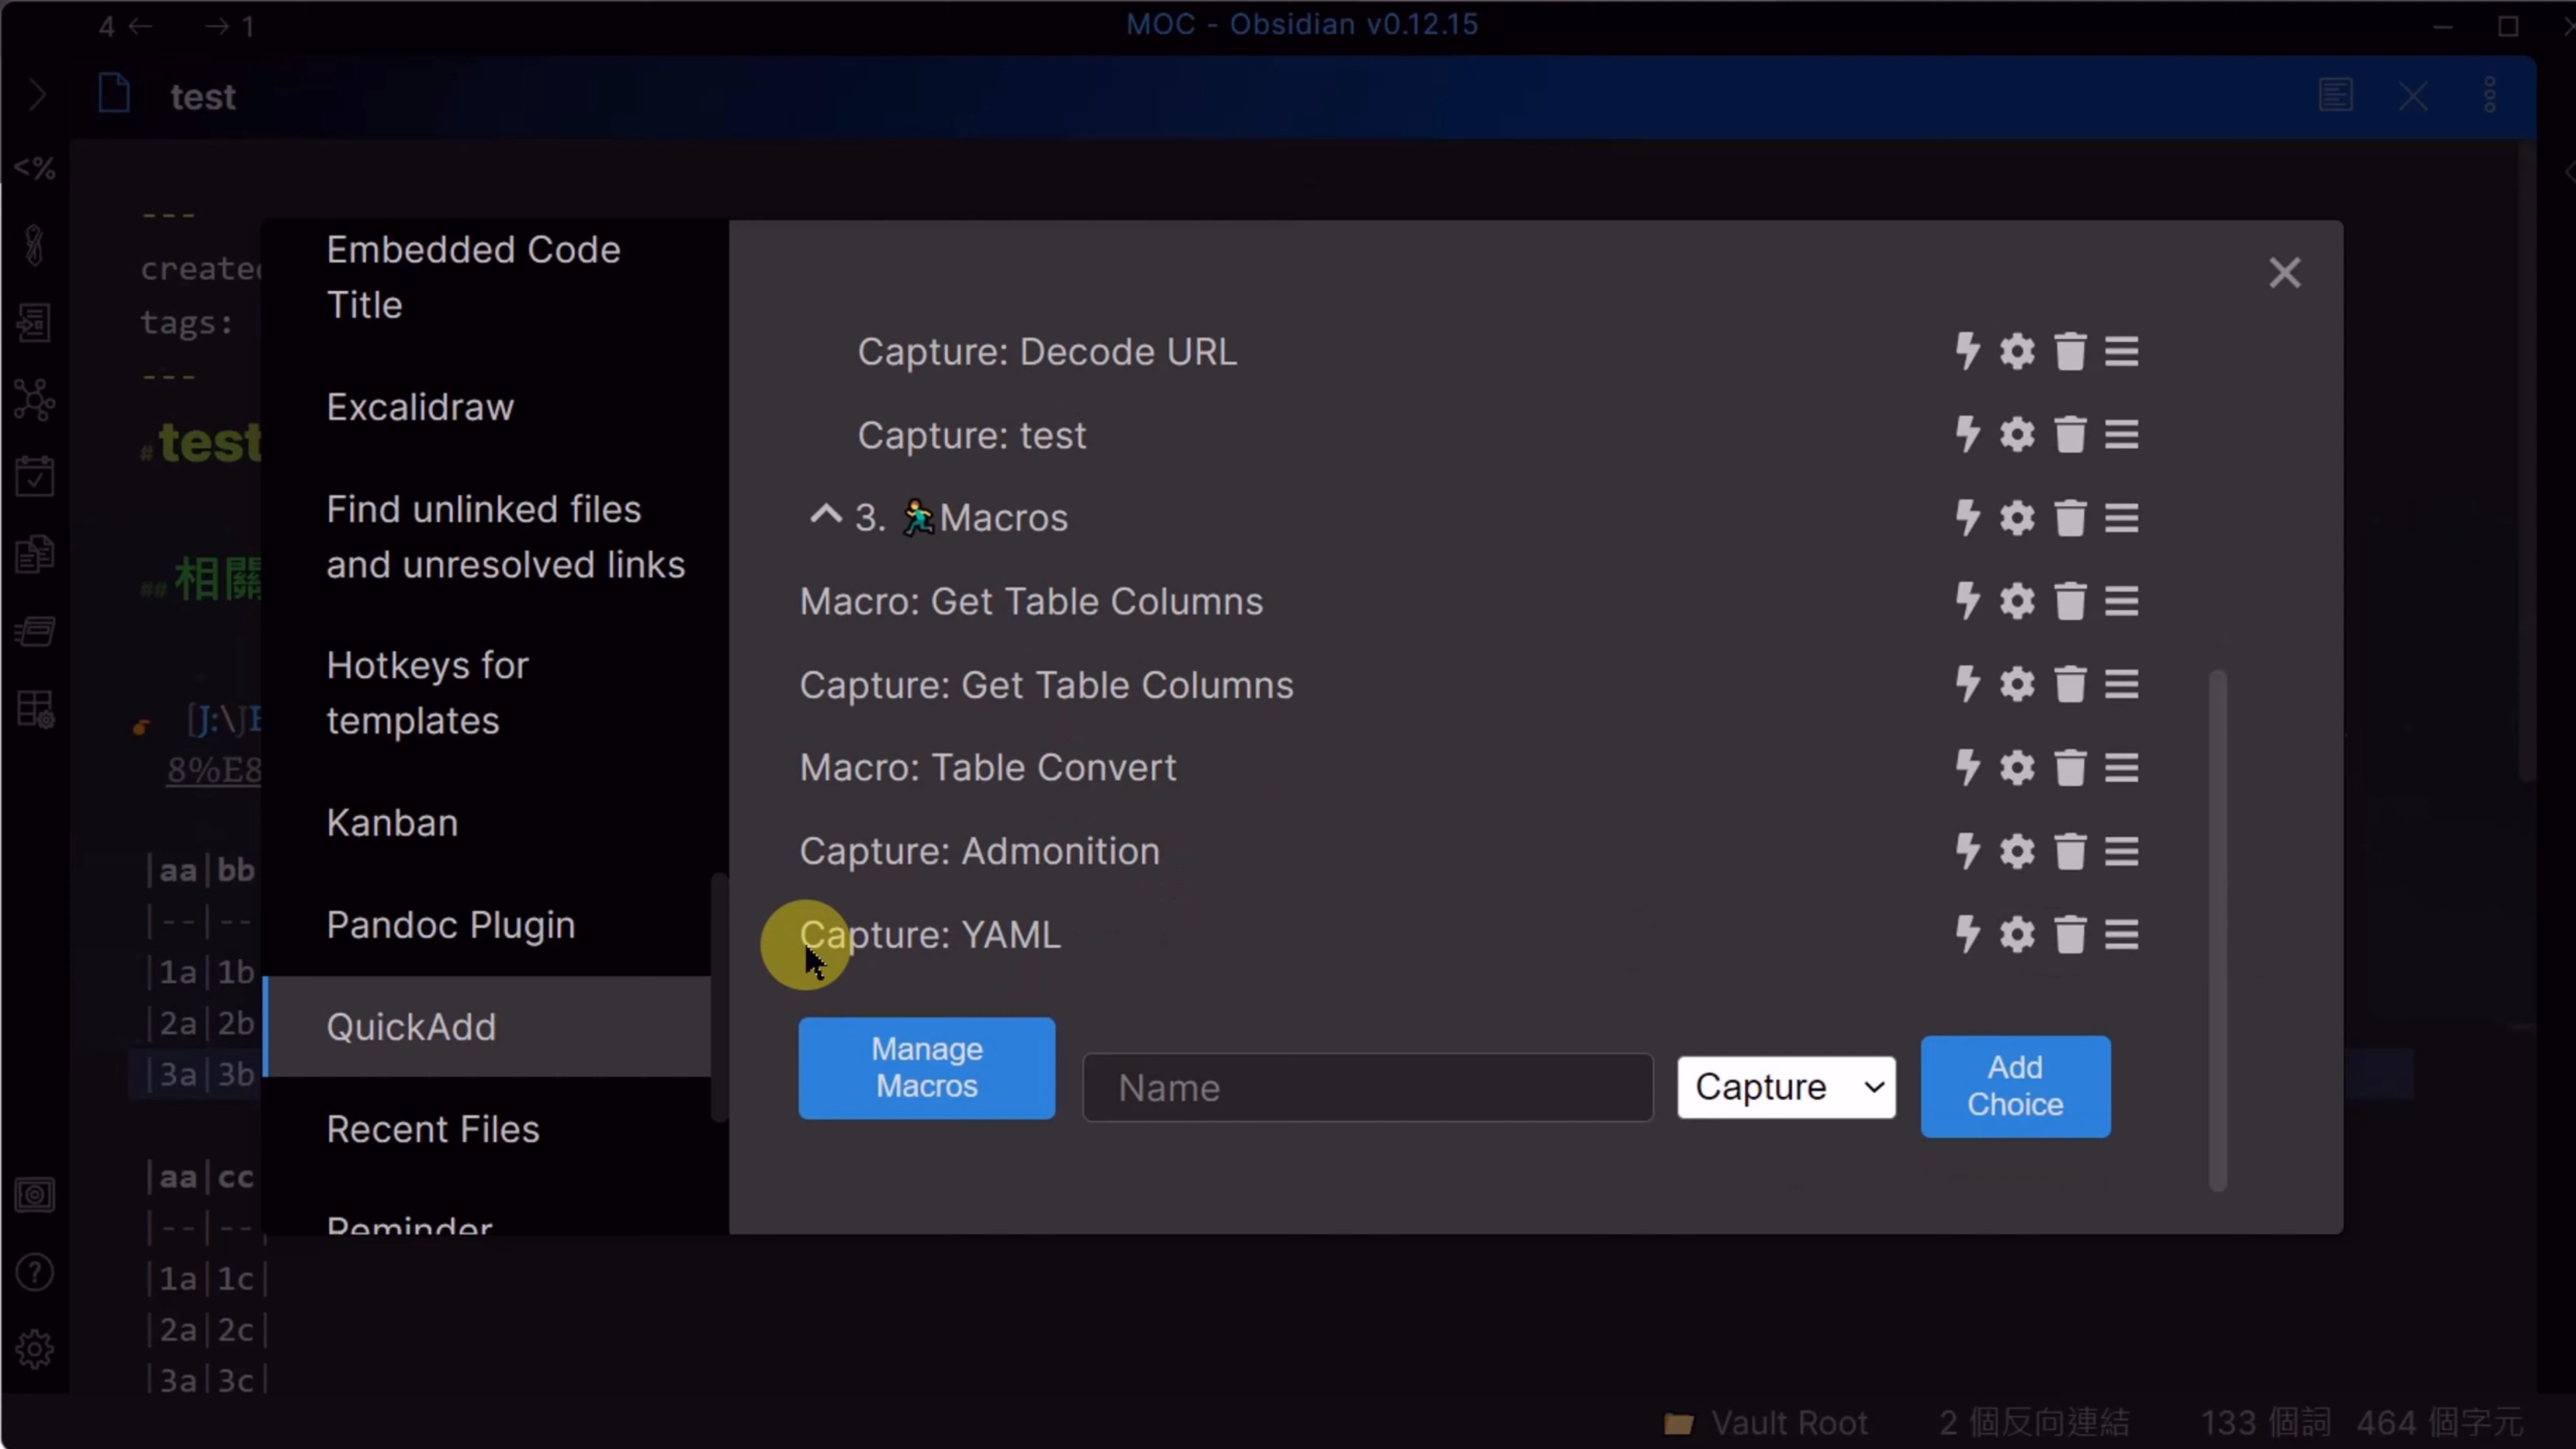 4 ← → 1
MOC - Obsidian v0.12.15
test
<%
---
created
tags:
---
# test
## 相關
[J:\JE
8%E8
|aa|bb
|--|--
|1a|1b
|2a|2b
|3a|3b
|aa|cc
|--|--|
|1a|1c|
|2a|2c|
|3a|3c|
Embedded Code
Title
Excalidraw
Find unlinked files
and unresolved links
Hotkeys for
templates
Kanban
Pandoc Plugin
QuickAdd
Recent Files
Reminder
Capture: Decode URL
Capture: test
3. 🏃Macros
Macro: Get Table Columns
Capture: Get Table Columns
Macro: Table Convert
Capture: Admonition
Capture: YAML
Manage
Macros
Name
Capture
Add
Choice
Vault Root
2 個反向連結
133 個詞
464 個字元